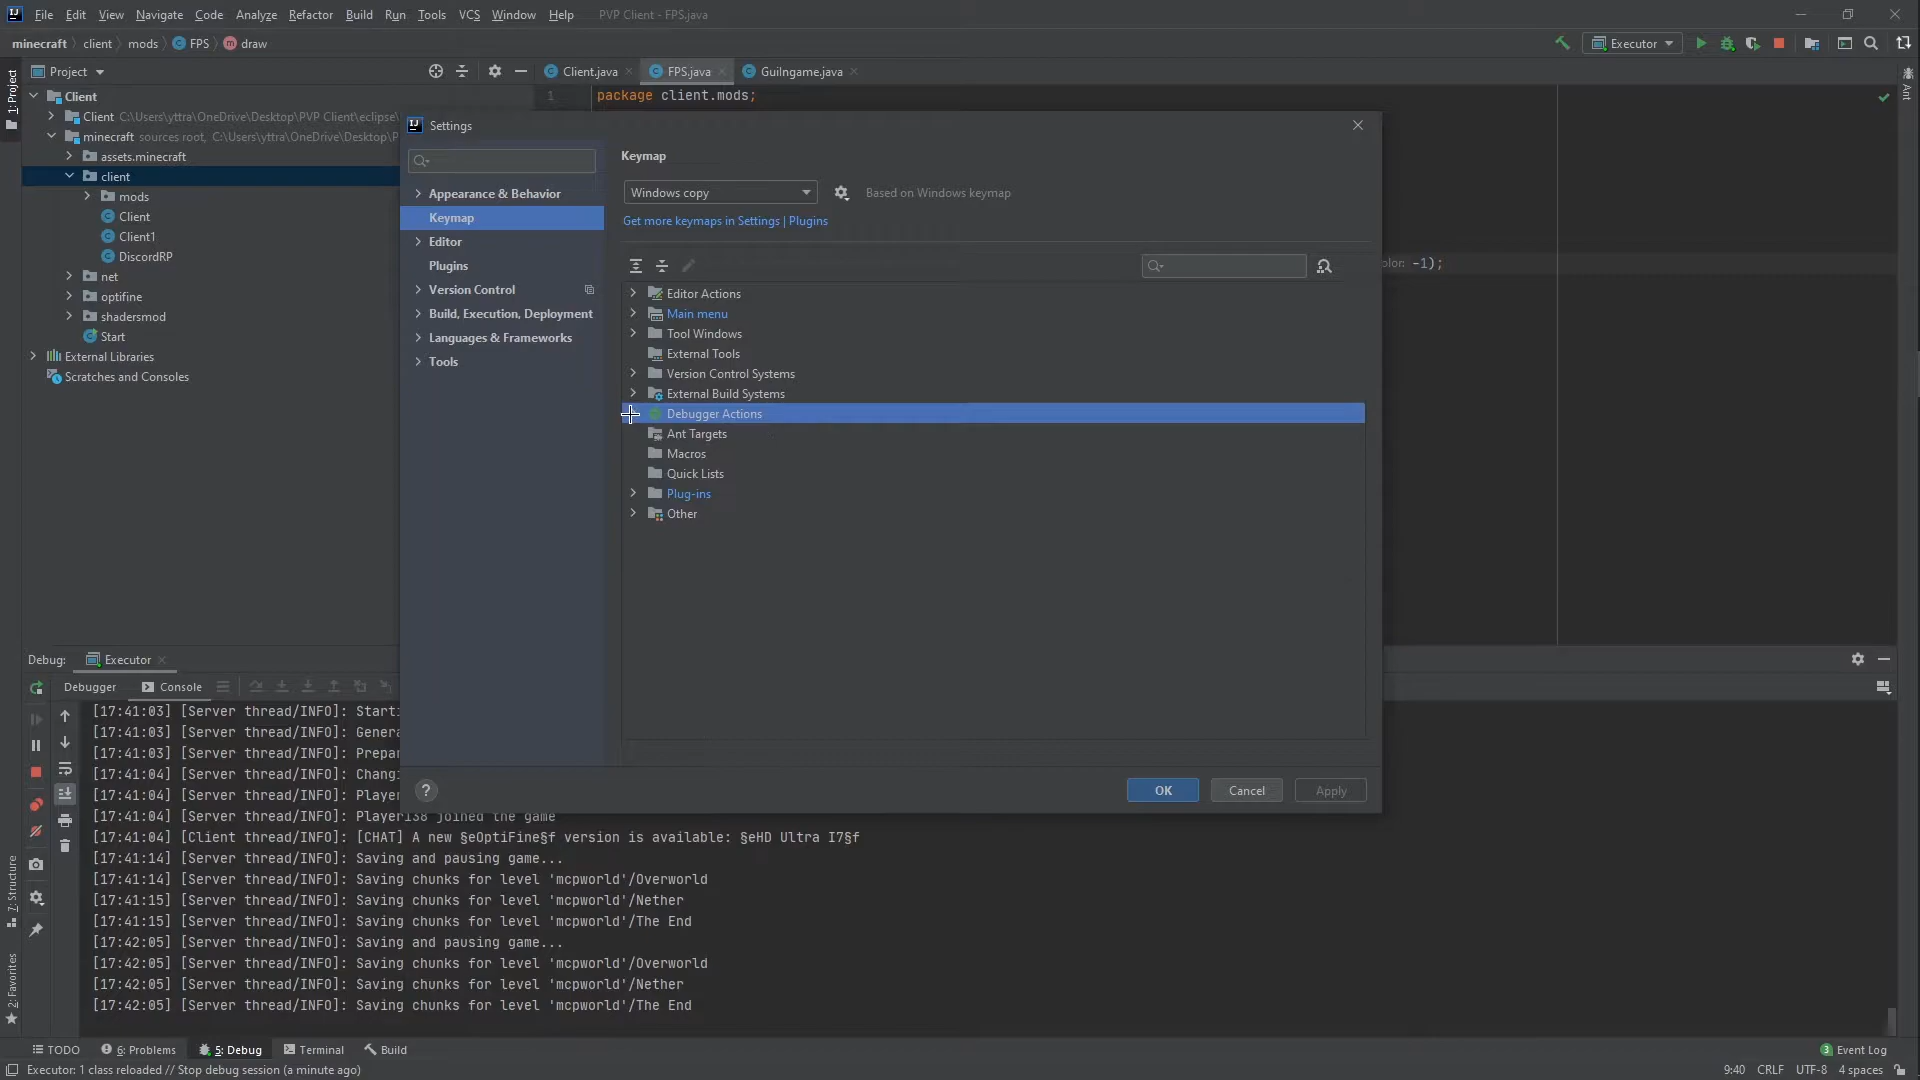 File Edit View Navigate Code Analyze Refactor Build Run Tools VCS Window Help PVP Client - FPS.java
minecraft client mods FPS draw Executor
Project Client.java FPS.java GuiIngame.java
1: Project
Ant
Client
Client C:\Users\yttra\OneDrive\Desktop\PVP Client\eclipse\
minecraft sources root, C:\Users\yttra\OneDrive\Desktop\P
assets.minecraft
client
mods
Client
Client1
DiscordRP
net
optifine
shadersmod
Start
External Libraries
Scratches and Consoles
1 package client.mods;
-1);
Settings
Appearance & Behavior
Keymap
Editor
Plugins
Version Control
Build, Execution, Deployment
Languages & Frameworks
Tools
Keymap
Windows copy Based on Windows keymap
Get more keymaps in Settings | Plugins
Editor Actions
Main menu
Tool Windows
External Tools
Version Control Systems
External Build Systems
Debugger Actions
Ant Targets
Macros
Quick Lists
Plug-ins
Other
? OK Cancel Apply
Debug: Executor
Debugger Console
[17:41:03] [Server thread/INFO]: Starti
[17:41:03] [Server thread/INFO]: Genera
[17:41:03] [Server thread/INFO]: Prepar
[17:41:04] [Server thread/INFO]: Changi
[17:41:04] [Server thread/INFO]: Player
[17:41:04] [Server thread/INFO]: Player138 joined the game
[17:41:04] [Client thread/INFO]: [CHAT] A new §eOptiFine§f version is available: §eHD Ultra I7§f
[17:41:14] [Server thread/INFO]: Saving and pausing game...
[17:41:14] [Server thread/INFO]: Saving chunks for level 'mcpworld'/Overworld
[17:41:15] [Server thread/INFO]: Saving chunks for level 'mcpworld'/Nether
[17:41:15] [Server thread/INFO]: Saving chunks for level 'mcpworld'/The End
[17:42:05] [Server thread/INFO]: Saving and pausing game...
[17:42:05] [Server thread/INFO]: Saving chunks for level 'mcpworld'/Overworld
[17:42:05] [Server thread/INFO]: Saving chunks for level 'mcpworld'/Nether
[17:42:05] [Server thread/INFO]: Saving chunks for level 'mcpworld'/The End
7: Structure
2: Favorites
TODO 6: Problems 5: Debug Terminal Build 3 Event Log
Executor: 1 class reloaded // Stop debug session (a minute ago) 9:40 CRLF UTF-8 4 spaces